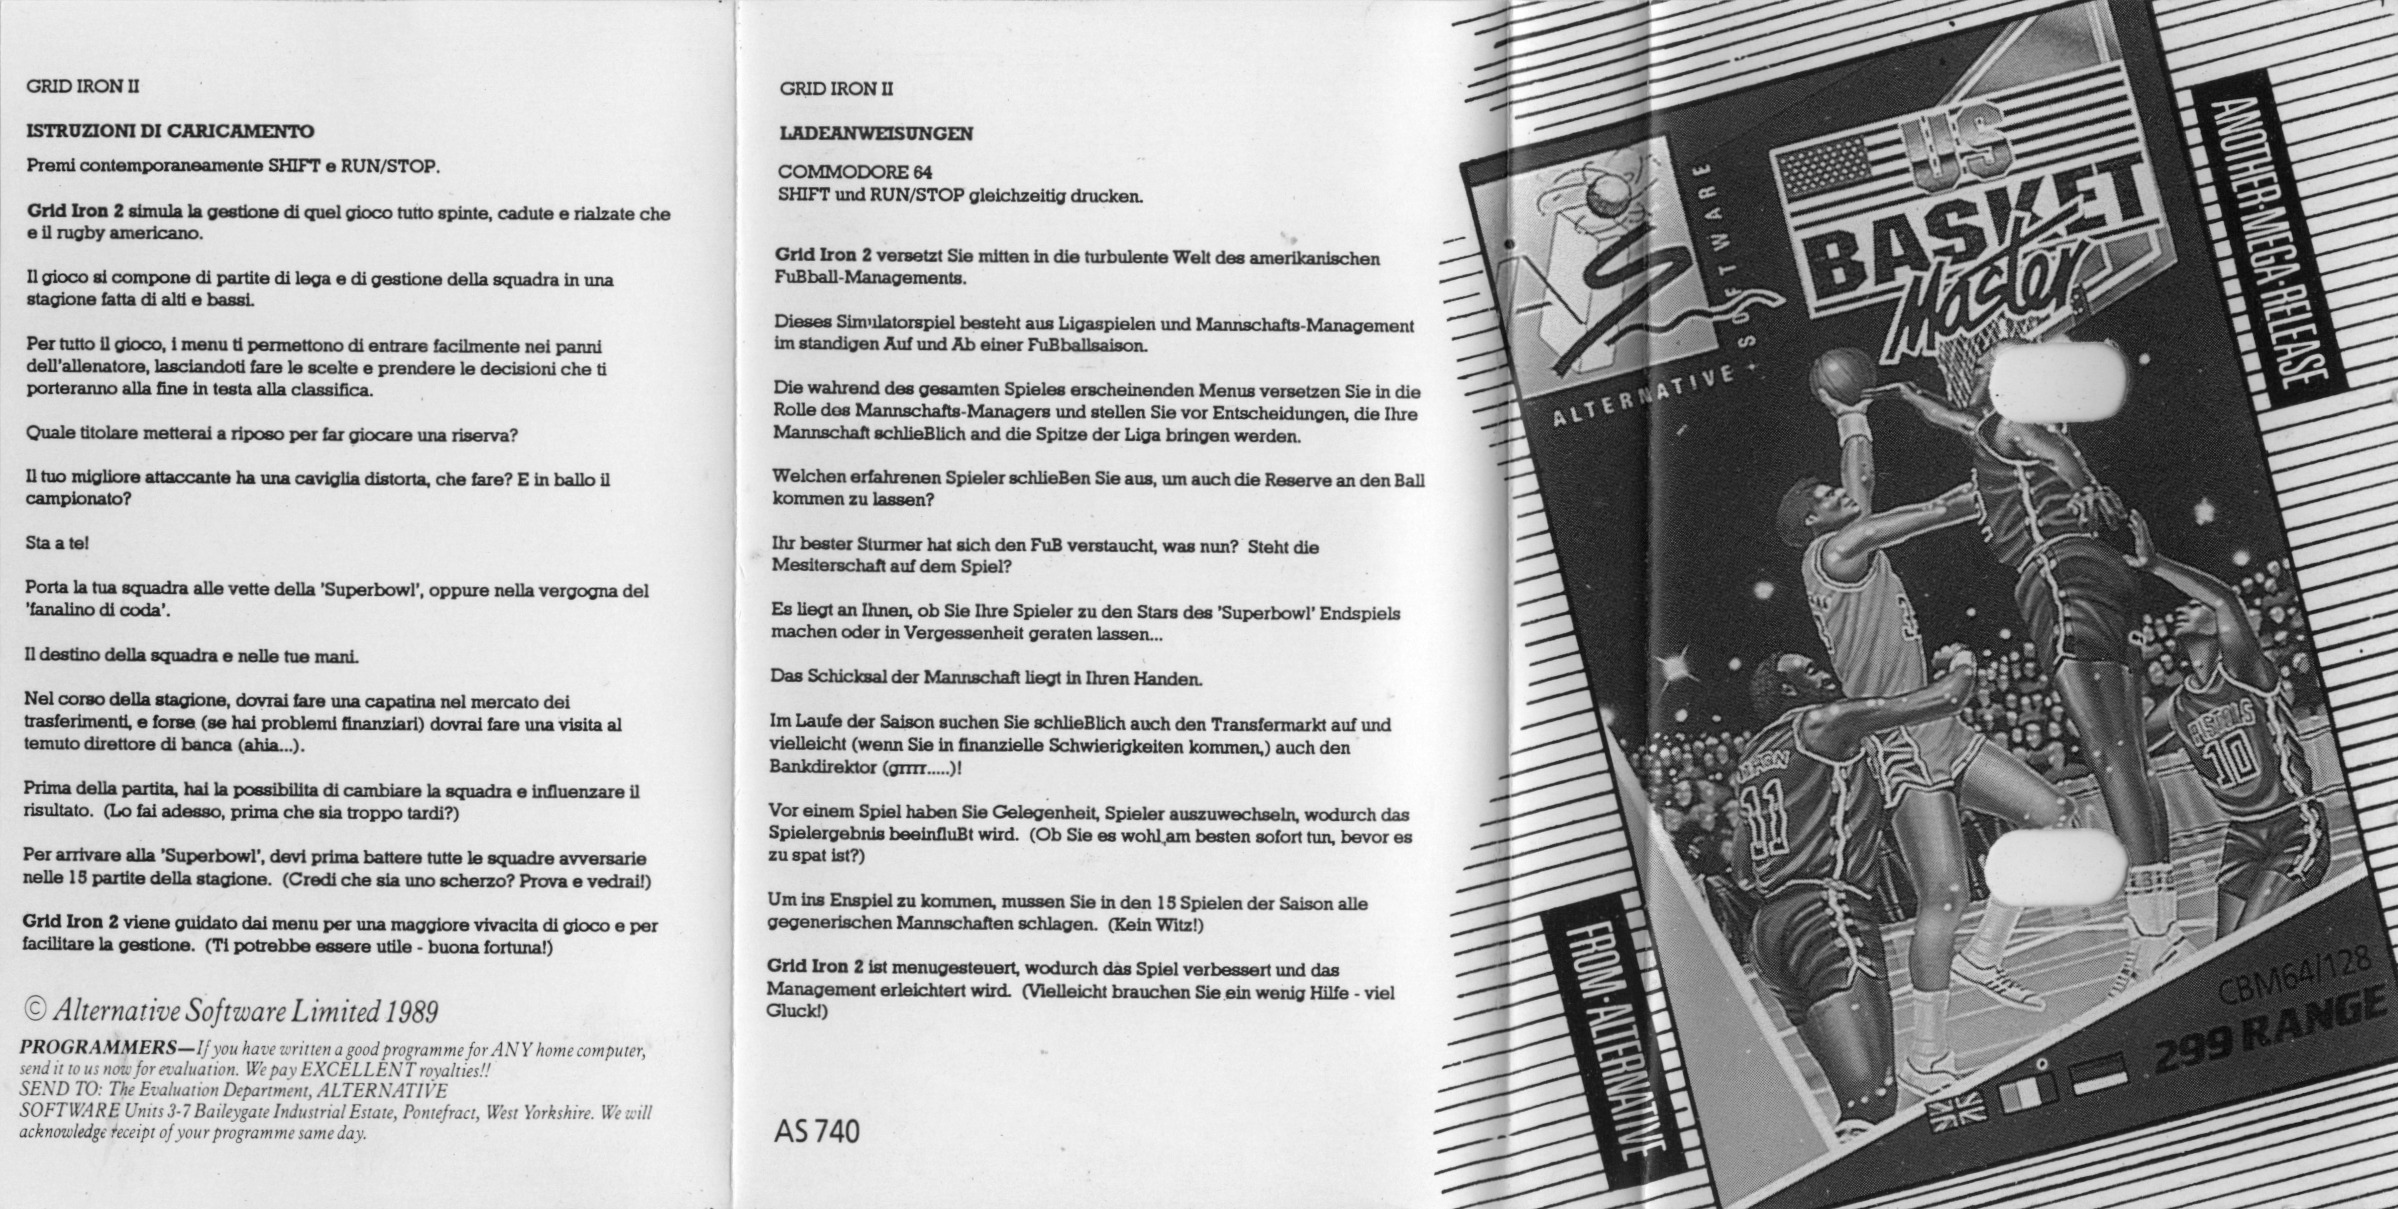 GRID IRON II
ISTRUZIONI DI CARICAMENTO
Premi contemporaneamente SHIFT e RUN/STOP.
Grid Iron 2 simula la gestione di quel gioco tutto spinte, cadute e rialzate che
e il rugby americano.
Il gioco si compone di partite di lega e di gestione della squadra in una
stagione fatta di alti e bassi.
Per tutto il gioco, i menu ti permettono di entrare facilmente nei panni
dell'allenatore, lasciandoti fare le scelte e prendere le decisioni che ti
porteranno alla fine in testa alla classifica.
Quale titolare metterai a riposo per far giocare una riserva?
Il tuo migliore attaccante ha una caviglia distorta, che fare? E in ballo il
campionato?
Sta a te!
Porta la tua squadra alle vette della 'Superbowl', oppure nella vergogna del
'fanalino di coda'.
Il destino della squadra e nelle tue mani.
Nel corso della stagione, dovrai fare una capatina nel mercato dei
trasferimenti, e forse (se hai problemi finanziari) dovrai fare una visita al
temuto direttore di banca (ahia...).
Prima della partita, hai la possibilita di cambiare la squadra e influenzare il
risultato. (Lo fai adesso, prima che sia troppo tardi?)
Per arrivare alla 'Superbowl', devi prima battere tutte le squadre avversarie
nelle 15 partite della stagione. (Credi che sia uno scherzo? Prova e vedrai!)
Grid Iron 2 viene guidato dai menu per una maggiore vivacita di gioco e per
facilitare la gestione. (Ti potrebbe essere utile - buona fortuna!)
© Alternative Software Limited 1989
PROGRAMMERS—If you have written a good programme for ANY home computer,
send it to us now for evaluation. We pay EXCELLENT royalties!!
SEND TO: The Evaluation Department, ALTERNATIVE
SOFTWARE Units 3-7 Baileygate Industrial Estate, Pontefract, West Yorkshire. We will
acknowledge receipt of your programme same day.
GRID IRON II
LADEANWEISUNGEN
COMMODORE 64
SHIFT und RUN/STOP gleichzeitig drucken.
Grid Iron 2 versetzt Sie mitten in die turbulente Welt des amerikanischen
FuBball-Managements.
Dieses Simulatorspiel besteht aus Ligaspielen und Mannschafts-Management
im standigen Auf und Ab einer FuBballsaison.
Die wahrend des gesamten Spieles erscheinenden Menus versetzen Sie in die
Rolle des Mannschafts-Managers und stellen Sie vor Entscheidungen, die Ihre
Mannschaft schlieBlich and die Spitze der Liga bringen werden.
Welchen erfahrenen Spieler schlieBen Sie aus, um auch die Reserve an den Ball
kommen zu lassen?
Ihr bester Sturmer hat sich den FuB verstaucht, was nun? Steht die
Mesiterschaft auf dem Spiel?
Es liegt an Ihnen, ob Sie Ihre Spieler zu den Stars des 'Superbowl' Endspiels
machen oder in Vergessenheit geraten lassen...
Das Schicksal der Mannschaft liegt in Ihren Handen.
Im Laufe der Saison suchen Sie schlieBlich auch den Transfermarkt auf und
vielleicht (wenn Sie in finanzielle Schwierigkeiten kommen,) auch den
Bankdirektor (grrrr.....)!
Vor einem Spiel haben Sie Gelegenheit, Spieler auszuwechseln, wodurch das
Spielergebnis beeinfluBt wird. (Ob Sie es wohl am besten sofort tun, bevor es
zu spat ist?)
Um ins Enspiel zu kommen, mussen Sie in den 15 Spielen der Saison alle
gegenerischen Mannschaften schlagen. (Kein Witz!)
Grid Iron 2 ist menugesteuert, wodurch das Spiel verbessert und das
Management erleichtert wird. (Vielleicht brauchen Sie ein wenig Hilfe - viel
Gluck!)
AS 740
ALTERNATIVE + SOFTWARE
US
BASKET
Master
ANOTHER·MEGA·RELEASE
FROM·ALTERNATIVE
11
PISTOLS
10
CBM64/128
299 RANGE